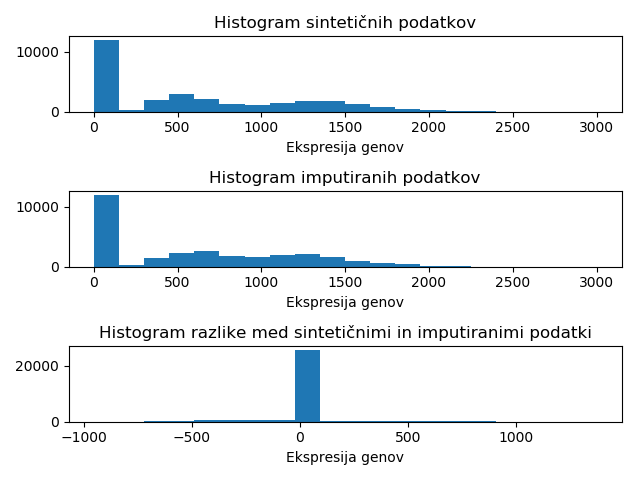 Histogram sintetičnih podatkov
10000
0
0 500 1000 1500 2000 2500 3000
Ekspresija genov
Histogram imputiranih podatkov
10000
0
0 500 1000 1500 2000 2500 3000
Ekspresija genov
Histogram razlike med sintetičnimi in imputiranimi podatki
20000
0
−1000 −500 0 500 1000
Ekspresija genov